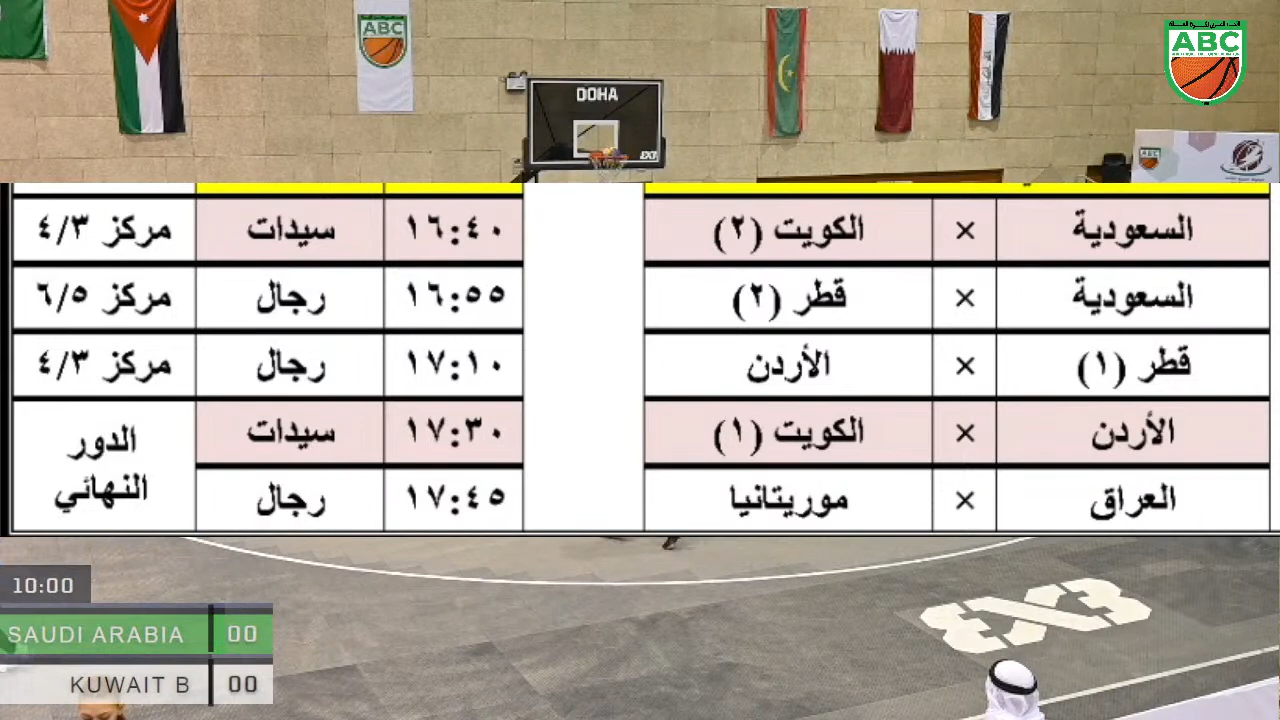 ABC
DOHA
ABC
ABC
السعودية × الكويت (٢) ١٦:٤٠ سيدات مركز ٤/٣
السعودية × قطر (٢) ١٦:٥٥ رجال مركز ٦/٥
قطر (١) × الأردن ١٧:١٠ رجال مركز ٤/٣
الأردن × الكويت (١) ١٧:٣٠ سيدات الدور النهائي
العراق × موريتانيا ١٧:٤٥ رجال
10:00
SAUDI ARABIA 00
KUWAIT B 00
3X3